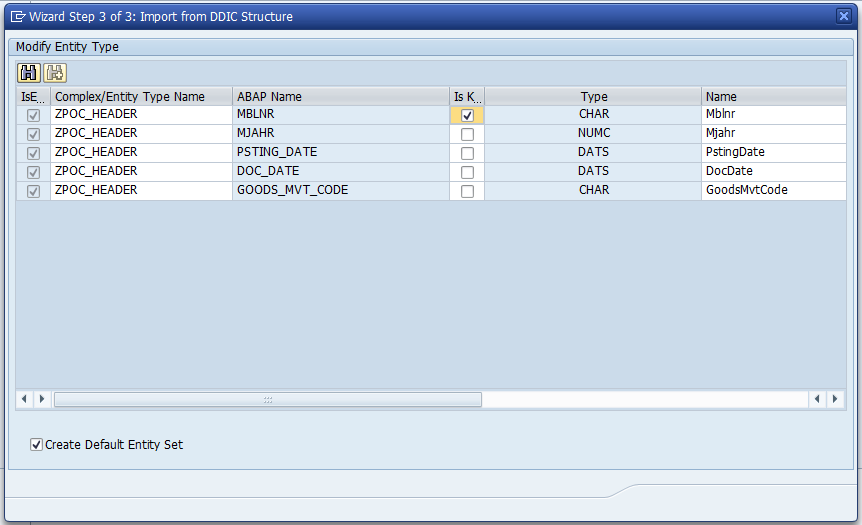 Wizard Step 3 of 3: Import from DDIC Structure
Modify Entity Type
IsE... Complex/Entity Type Name ABAP Name Is K... Type Name
ZPOC_HEADER MBLNR CHAR Mblnr
ZPOC_HEADER MJAHR NUMC Mjahr
ZPOC_HEADER PSTING_DATE DATS PstingDate
ZPOC_HEADER DOC_DATE DATS DocDate
ZPOC_HEADER GOODS_MVT_CODE CHAR GoodsMvtCode
Create Default Entity Set